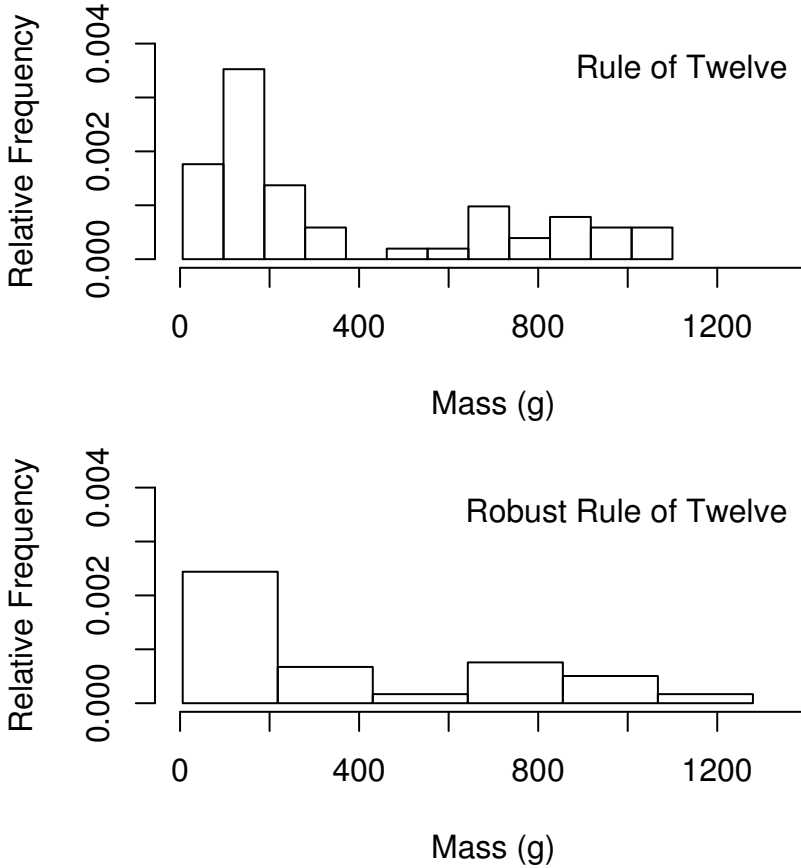 Rule of Twelve
Relative Frequency
0.004
0.002
0.000
0 400 800 1200
Mass (g)
Robust Rule of Twelve
Relative Frequency
0.004
0.002
0.000
0 400 800 1200
Mass (g)